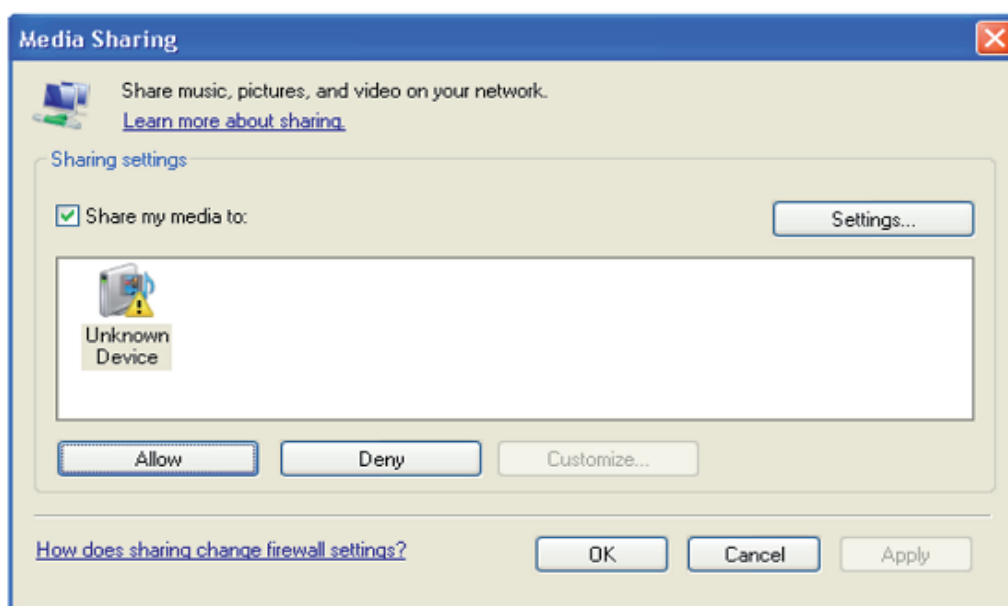 Media Sharing
Share music, pictures, and video on your network.
Learn more about sharing.
Sharing settings
Share my media to:
Settings...
Unknown
Device
Allow
Deny
Customize...
How does sharing change firewall settings?
OK
Cancel
Apply